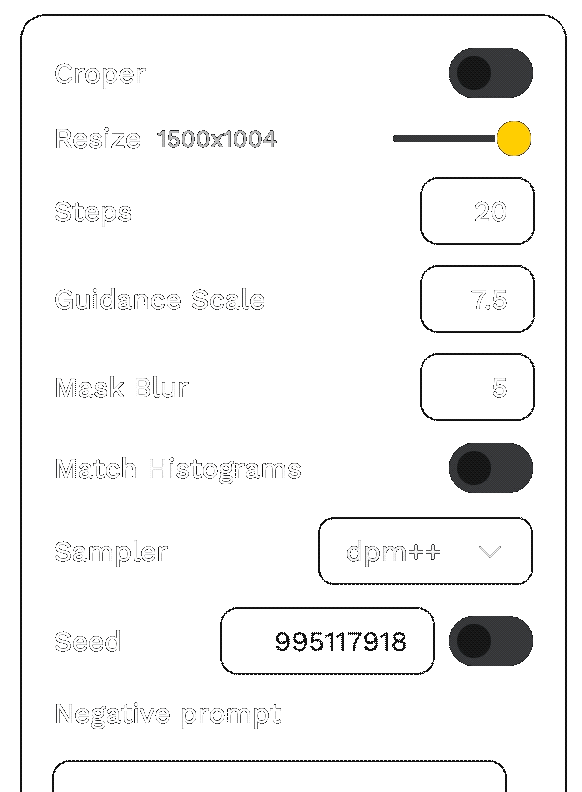 Croper
Resize 1500x1004
Steps 20
Guidance Scale 7.5
Mask Blur 5
Match Histograms
Sampler dpm++
Seed 995117918
Negative prompt